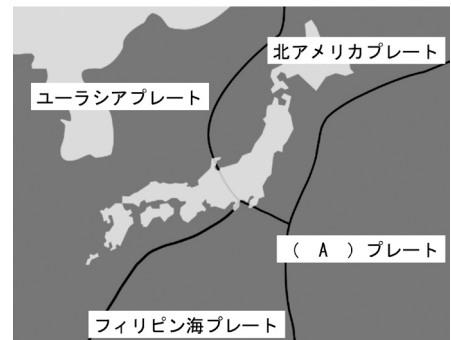 北アメリカプレート
ユーラシアプレート
（　A　）プレート
フィリピン海プレート